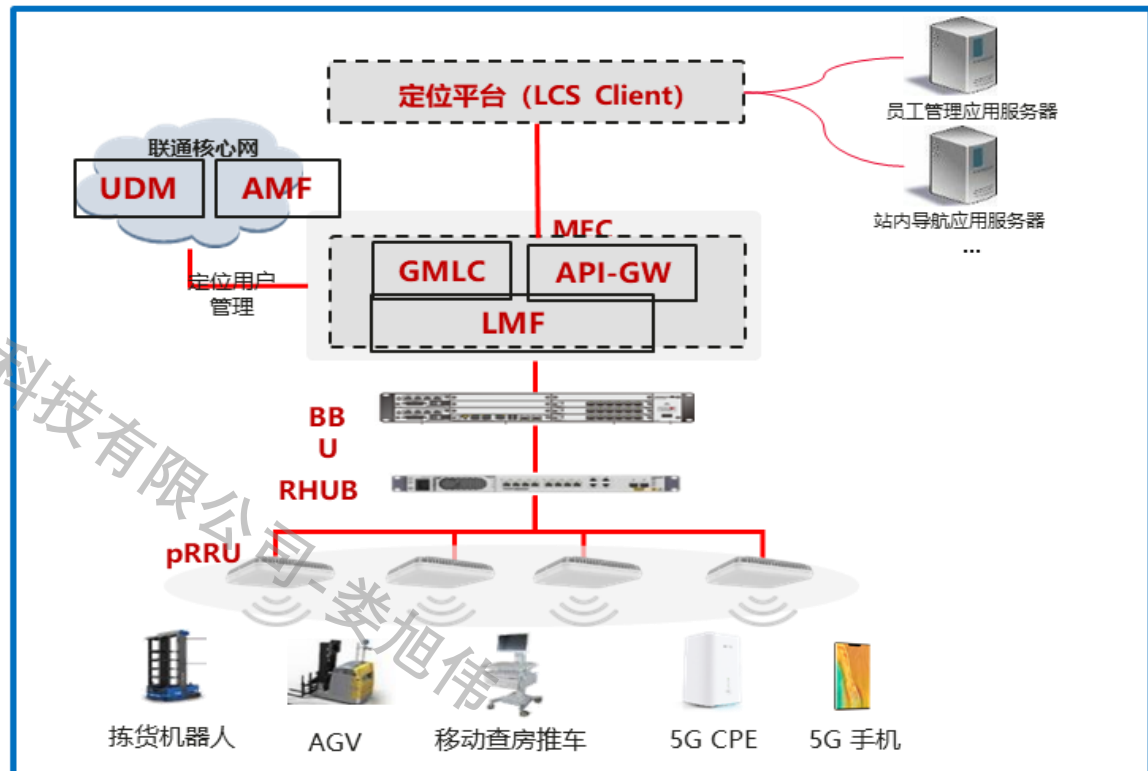 定位平台（LCS Client）
员工管理应用服务器
联通核心网
UDM
AMF
站内导航应用服务器
...
MEC
GMLC
API-GW
定位用户
管理
LMF
BB
U
RHUB
pRRU
科技有限公司-娄旭伟
拣货机器人
AGV
移动查房推车
5G CPE
5G 手机